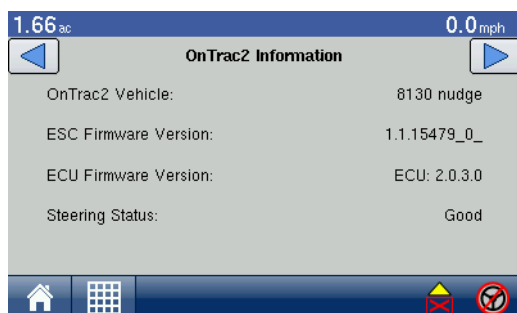 1.66 ac 0.0 mph
OnTrac2 Information
OnTrac2 Vehicle: 8130 nudge
ESC Firmware Version: 1.1.15479_0_
ECU Firmware Version: ECU: 2.0.3.0
Steering Status: Good